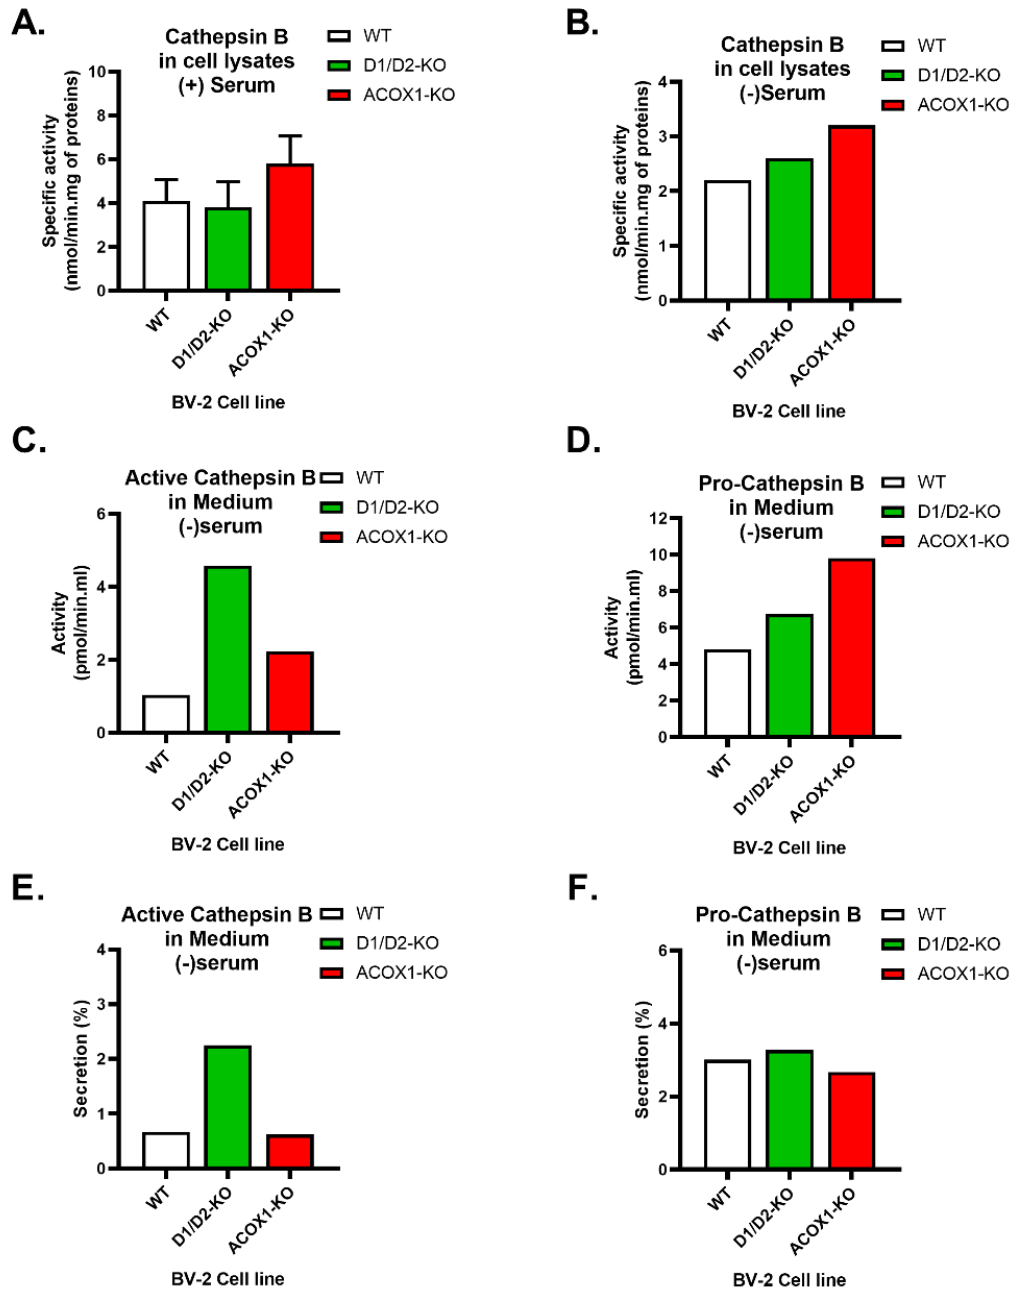 A.
Cathepsin B
in cell lysates
(+) Serum
WT
D1/D2-KO
ACOX1-KO
Specific activity
(nmol/min.mg of proteins)
10
8
6
4
2
0
WT
D1/D2-KO
ACOX1-KO
BV-2 Cell line
B.
Cathepsin B
in cell lysates
(-)Serum
WT
D1/D2-KO
ACOX1-KO
Specific activity
(nmol/min.mg of proteins)
4
3
2
1
0
WT
D1/D2-KO
ACOX1-KO
BV-2 Cell line
C.
Active Cathepsin B
in Medium
(-)serum
WT
D1/D2-KO
ACOX1-KO
Activity
(pmol/min.ml)
6
4
2
0
WT
D1/D2-KO
ACOX1-KO
BV-2 Cell line
D.
Pro-Cathepsin B
in Medium
(-)serum
WT
D1/D2-KO
ACOX1-KO
Activity
(pmol/min.ml)
12
10
8
6
4
2
0
WT
D1/D2-KO
ACOX1-KO
BV-2 Cell line
E.
Active Cathepsin B
in Medium
(-)serum
WT
D1/D2-KO
ACOX1-KO
Secretion (%)
4
3
2
1
0
WT
D1/D2-KO
ACOX1-KO
BV-2 Cell line
F.
Pro-Cathepsin B
in Medium
(-)serum
WT
D1/D2-KO
ACOX1-KO
Secretion (%)
6
4
2
0
WT
D1/D2-KO
ACOX1-KO
BV-2 Cell line